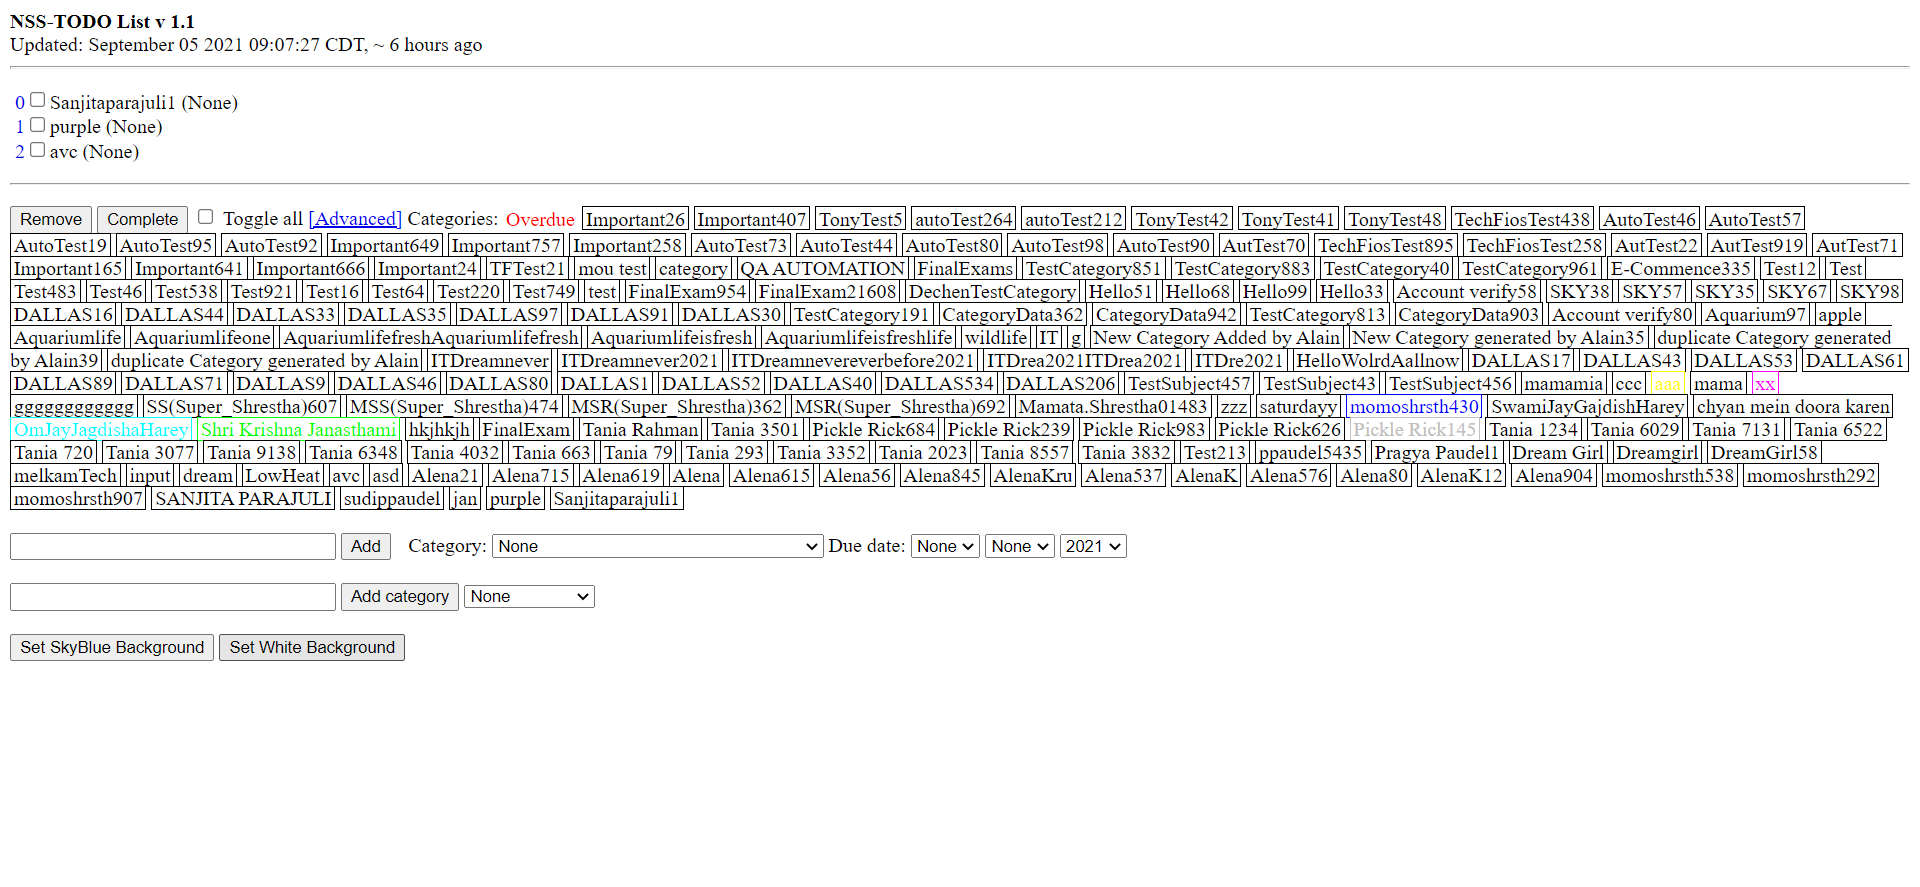 NSS-TODO List v 1.1
Updated: September 05 2021 09:07:27 CDT, ~ 6 hours ago
0 Sanjitaparajuli1 (None)
1 purple (None)
2 avc (None)
Remove Complete Toggle all [Advanced] Categories: Overdue Important26 Important407 TonyTest5 autoTest264 autoTest212 TonyTest42 TonyTest41 TonyTest48 TechFiosTest438 AutoTest46 AutoTest57
AutoTest19 AutoTest95 AutoTest92 Important649 Important757 Important258 AutoTest73 AutoTest44 AutoTest80 AutoTest98 AutoTest90 AutTest70 TechFiosTest895 TechFiosTest258 AutTest22 AutTest919 AutTest71
Important165 Important641 Important666 Important24 TFTest21 mou test category QA AUTOMATION FinalExams TestCategory851 TestCategory883 TestCategory40 TestCategory961 E-Commence335 Test12 Test
Test483 Test46 Test538 Test921 Test16 Test64 Test220 Test749 test FinalExam954 FinalExam21608 DechenTestCategory Hello51 Hello68 Hello99 Hello33 Account verify58 SKY38 SKY57 SKY35 SKY67 SKY98
DALLAS16 DALLAS44 DALLAS33 DALLAS35 DALLAS97 DALLAS91 DALLAS30 TestCategory191 CategoryData362 CategoryData942 TestCategory813 CategoryData903 Account verify80 Aquarium97 apple
Aquariumlife Aquariumlifeone AquariumlifefreshAquariumlifefresh Aquariumlifeisfresh Aquariumlifeisfreshlife wildlife IT g New Category Added by Alain New Category generated by Alain35 duplicate Category generated
by Alain39 duplicate Category generated by Alain ITDreamnever ITDreamnever2021 ITDreamnevereverbefore2021 ITDrea2021ITDrea2021 ITDre2021 HelloWolrdAallnow DALLAS17 DALLAS43 DALLAS53 DALLAS61
DALLAS89 DALLAS71 DALLAS9 DALLAS46 DALLAS80 DALLAS1 DALLAS52 DALLAS40 DALLAS534 DALLAS206 TestSubject457 TestSubject43 TestSubject456 mamamia ccc aaa mama xx
gggggggggggg SS(Super_Shrestha)607 MSS(Super_Shrestha)474 MSR(Super_Shrestha)362 MSR(Super_Shrestha)692 Mamata.Shrestha01483 zzz saturdayy momoshrsth430 SwamiJayGajdishHarey chyan mein doora karen
OmJayJagdishaHarey Shri Krishna Janasthami hkjhkjh FinalExam Tania Rahman Tania 3501 Pickle Rick684 Pickle Rick239 Pickle Rick983 Pickle Rick626 Pickle Rick145 Tania 1234 Tania 6029 Tania 7131 Tania 6522
Tania 720 Tania 3077 Tania 9138 Tania 6348 Tania 4032 Tania 663 Tania 79 Tania 293 Tania 3352 Tania 2023 Tania 8557 Tania 3832 Test213 ppaudel5435 Pragya Paudel1 Dream Girl Dreamgirl DreamGirl58
melkamTech input dream LowHeat avc asd Alena21 Alena715 Alena619 Alena Alena615 Alena56 Alena845 AlenaKru Alena537 AlenaK Alena576 Alena80 AlenaK12 Alena904 momoshrsth538 momoshrsth292
momoshrsth907 SANJITA PARAJULI sudippaudel jan purple Sanjitaparajuli1
Add Category: None Due date: None None 2021
Add category None
Set SkyBlue Background Set White Background